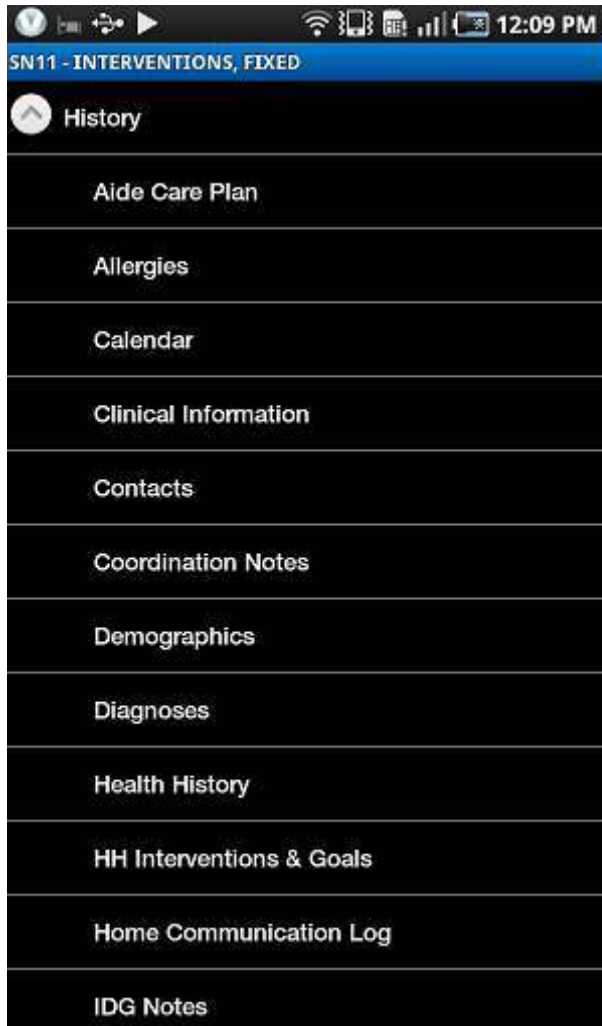 12:09 PM
SN11 - INTERVENTIONS, FIXED
History
Aide Care Plan
Allergies
Calendar
Clinical Information
Contacts
Coordination Notes
Demographics
Diagnoses
Health History
HH Interventions & Goals
Home Communication Log
IDG Notes